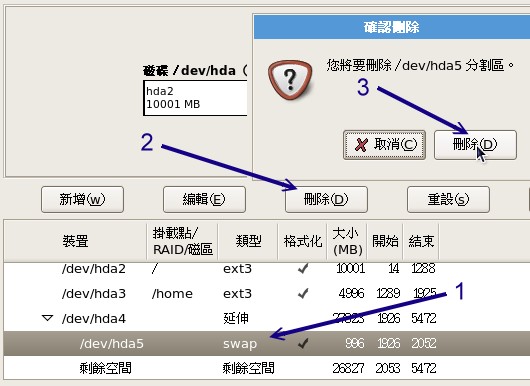 確認刪除
磁碟 /dev/hda (
hda2
10001 MB
您將要刪除 /dev/hda5 分割區。
3
取消(C)
刪除(D)
2
新增(w)
編輯(E)
刪除(D)
重設(s)
裝置
掛載點/
RAID/磁區
類型
格式化
大小
(MB)
開始
結束
/dev/hda2 / ext3 10001 14 1288
/dev/hda3 /home ext3 4996 1289 1925
1
/dev/hda4 延伸 27823 1926 5472
/dev/hda5 swap 996 1926 2052
剩餘空間 剩餘空間 26827 2053 5472